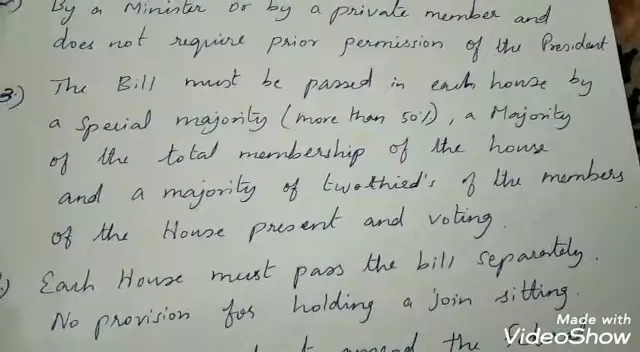 By a Minister or by a private member and
does not require prior permission of the President
3.) The Bill must be passed in each house by
a special majority (more than 50%), a Majority
of the total membership of the house
and a majority of two thied's of the members
of the House present and voting.
Each House must pass the bill separately.
No provision for holding a join sitting.
the
Made with
VideoShow